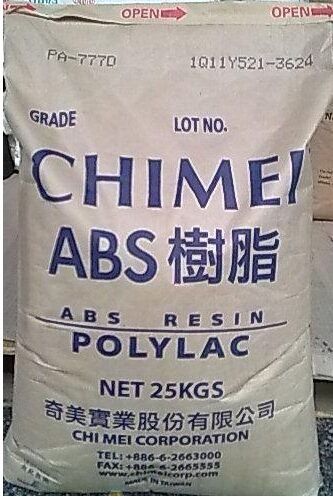 OPEN OPEN
PA-777D 1Q11Y521-3624
GRADE LOT NO.
CHIMEI
ABS 樹脂
ABS RESIN
POLYLAC
NET 25KGS
奇美實業股份有限公司
CHI MEI CORPORATION
TEL: +886-6-2663000
FAX: +886-6-2665555
www.chimeicorp.com
MADE IN TAIWAN